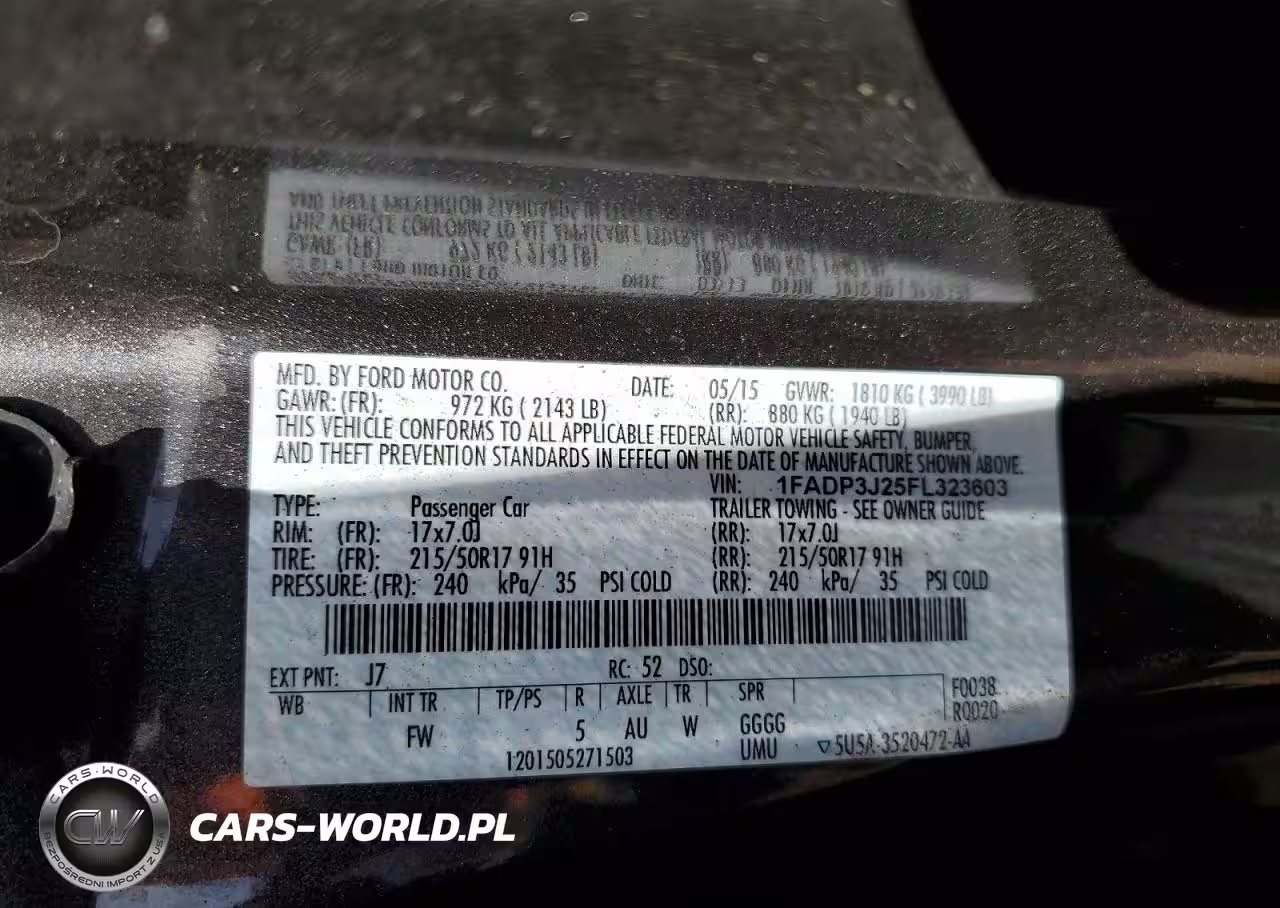 MFD. BY FORD MOTOR CO. DATE: 05/15 GVWR: 1810 KG ( 3990 LB)
GAWR: (FR): 972 KG ( 2143 LB) (RR): 880 KG ( 1940 LB)
THIS VEHICLE CONFORMS TO ALL APPLICABLE FEDERAL MOTOR VEHICLE SAFETY, BUMPER,
AND THEFT PREVENTION STANDARDS IN EFFECT ON THE DATE OF MANUFACTURE SHOWN ABOVE.
VIN: 1FADP3J25FL323603
TYPE: Passenger Car TRAILER TOWING - SEE OWNER GUIDE
RIM: (FR): 17x7.0J (RR): 17x7.0J
TIRE: (FR): 215/50R17 91H (RR): 215/50R17 91H
PRESSURE: (FR): 240 kPa/ 35 PSI COLD (RR): 240 kPa/ 35 PSI COLD
EXT PNT: J7 RC: 52 DSO:
WB INT TR TP/PS R AXLE TR SPR F0038
R0020
FW 5 AU W GGGG
1201505271503 UMU ▽5U5A-3520472-AA
CARS-WORLD
CW
BEZPOŚREDNI IMPORT Z USA
CARS-WORLD.PL